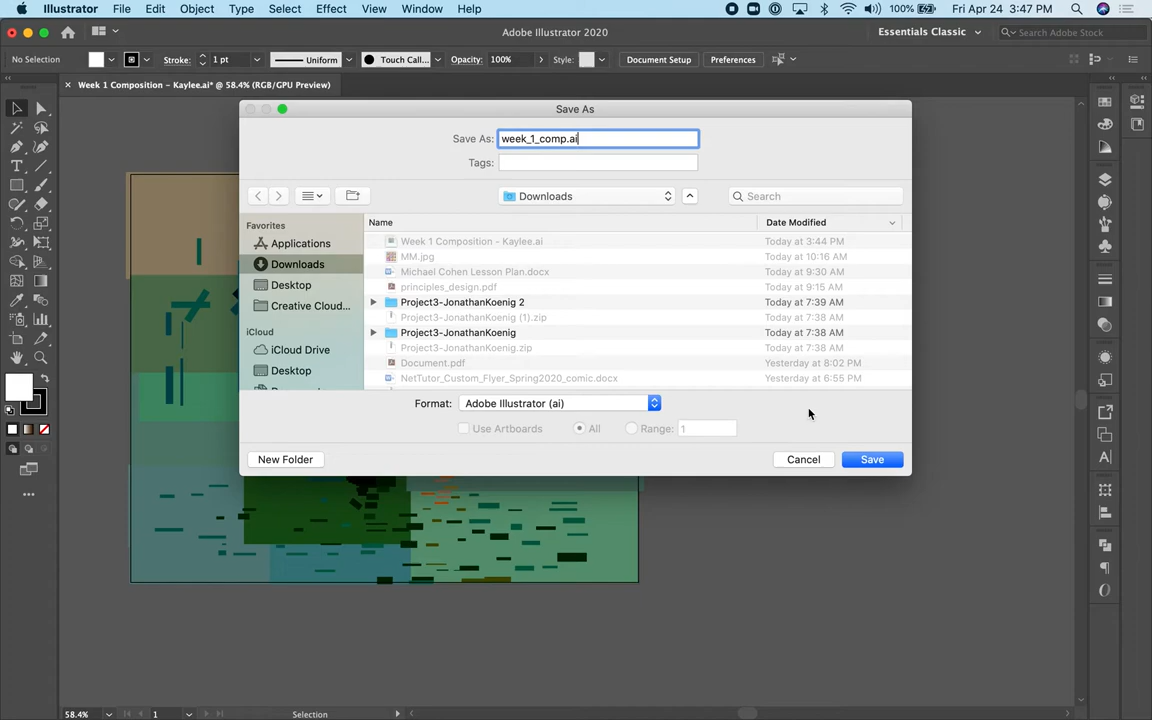 Illustrator File Edit Object Type Select Effect View Window Help 100% Fri Apr 24 3:47 PM
Adobe Illustrator 2020 Essentials Classic Search Adobe Stock
No Selection Stroke: 1 pt Uniform Touch Call... Opacity: 100% Style: Document Setup Preferences
× Week 1 Composition - Kaylee.ai* @ 58.4% (RGB/GPU Preview)
Save As
Save As: week_1_comp.ai
Tags:
Downloads Search
Favorites
Applications
Downloads
Desktop
Creative Cloud...
iCloud
iCloud Drive
Desktop
Name Date Modified
Week 1 Composition - Kaylee.ai Today at 3:44 PM
MM.jpg Today at 10:16 AM
Michael Cohen Lesson Plan.docx Today at 9:30 AM
principles_design.pdf Today at 9:15 AM
Project3-JonathanKoenig 2 Today at 7:39 AM
Project3-JonathanKoenig (1).zip Today at 7:38 AM
Project3-JonathanKoenig Today at 7:38 AM
Project3-JonathanKoenig.zip Today at 7:38 AM
Document.pdf Yesterday at 8:02 PM
NetTutor_Custom_Flyer_Spring2020_comic.docx Yesterday at 6:55 PM
Format: Adobe Illustrator (ai)
Use Artboards All Range: 1
New Folder Cancel Save
58.4% 1 Selection